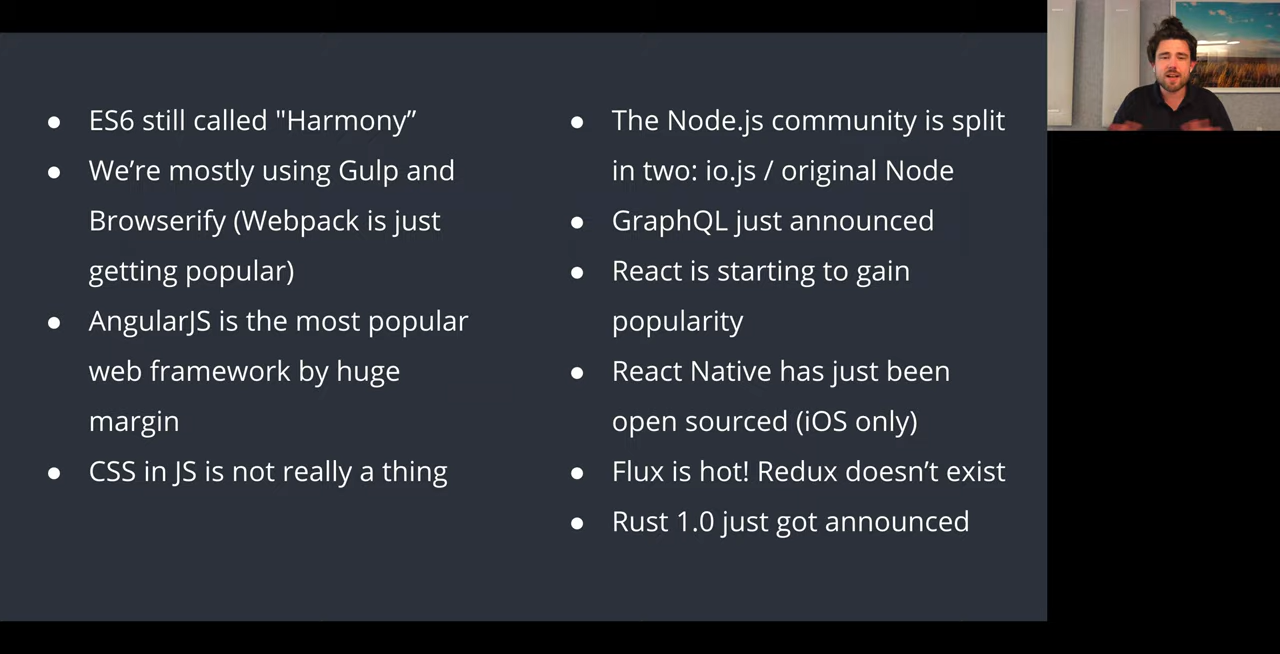 ● ES6 still called "Harmony”
● We’re mostly using Gulp and
Browserify (Webpack is just
getting popular)
● AngularJS is the most popular
web framework by huge
margin
● CSS in JS is not really a thing
● The Node.js community is split
in two: io.js / original Node
● GraphQL just announced
● React is starting to gain
popularity
● React Native has just been
open sourced (iOS only)
● Flux is hot! Redux doesn’t exist
● Rust 1.0 just got announced